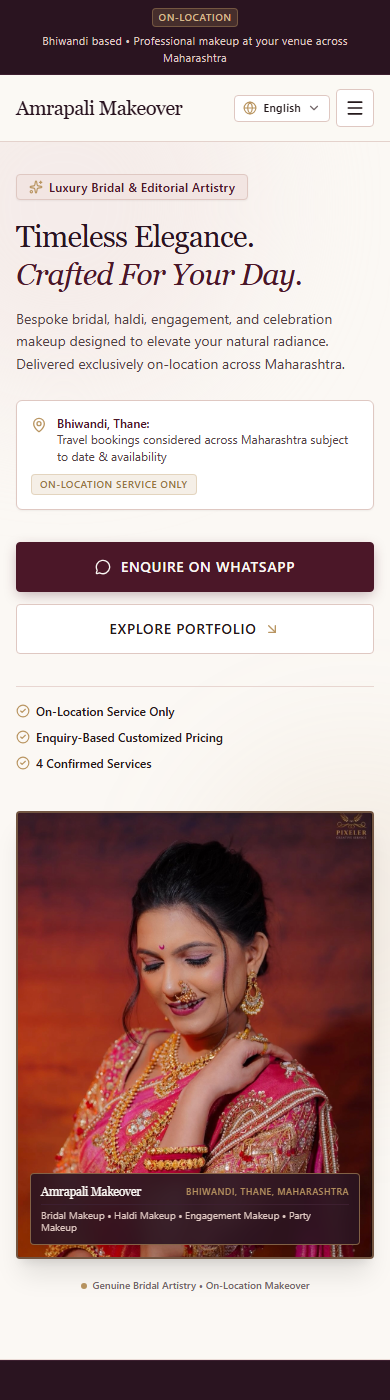 ON-LOCATION
Bhiwandi based • Professional makeup at your venue across
Maharashtra
Amrapali Makeover
English
Luxury Bridal & Editorial Artistry
Timeless Elegance.
Crafted For Your Day.
Bespoke bridal, haldi, engagement, and celebration
makeup designed to elevate your natural radiance.
Delivered exclusively on-location across Maharashtra.
Bhiwandi, Thane:
Travel bookings considered across Maharashtra subject
to date & availability
ON-LOCATION SERVICE ONLY
ENQUIRE ON WHATSAPP
EXPLORE PORTFOLIO
On-Location Service Only
Enquiry-Based Customized Pricing
4 Confirmed Services
PIXELER
Amrapali Makeover
BHIWANDI, THANE, MAHARASHTRA
Bridal Makeup • Haldi Makeup • Engagement Makeup • Party
Makeup
Genuine Bridal Artistry • On-Location Makeover